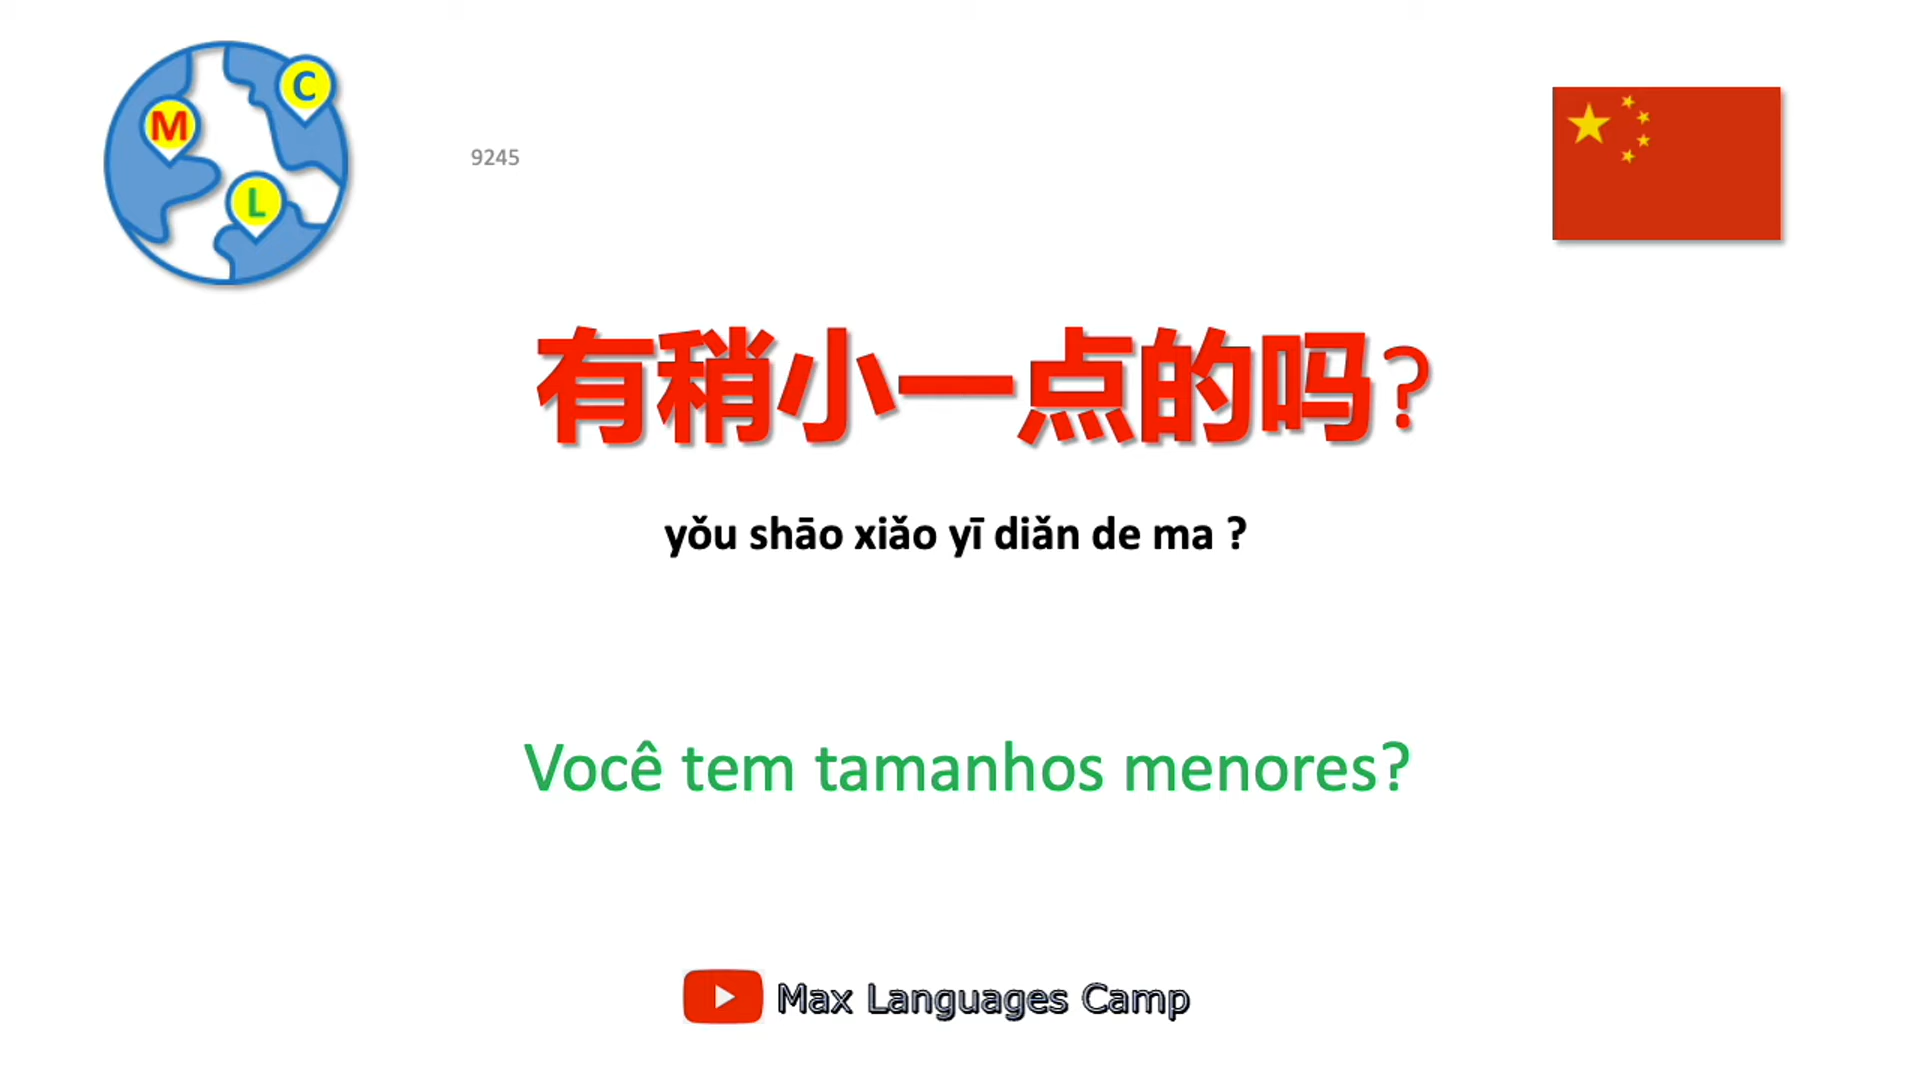 M
C
L
9245
有稍小一点的吗?
yǒu shāo xiǎo yī diǎn de ma ?
Você tem tamanhos menores?
Max Languages Camp